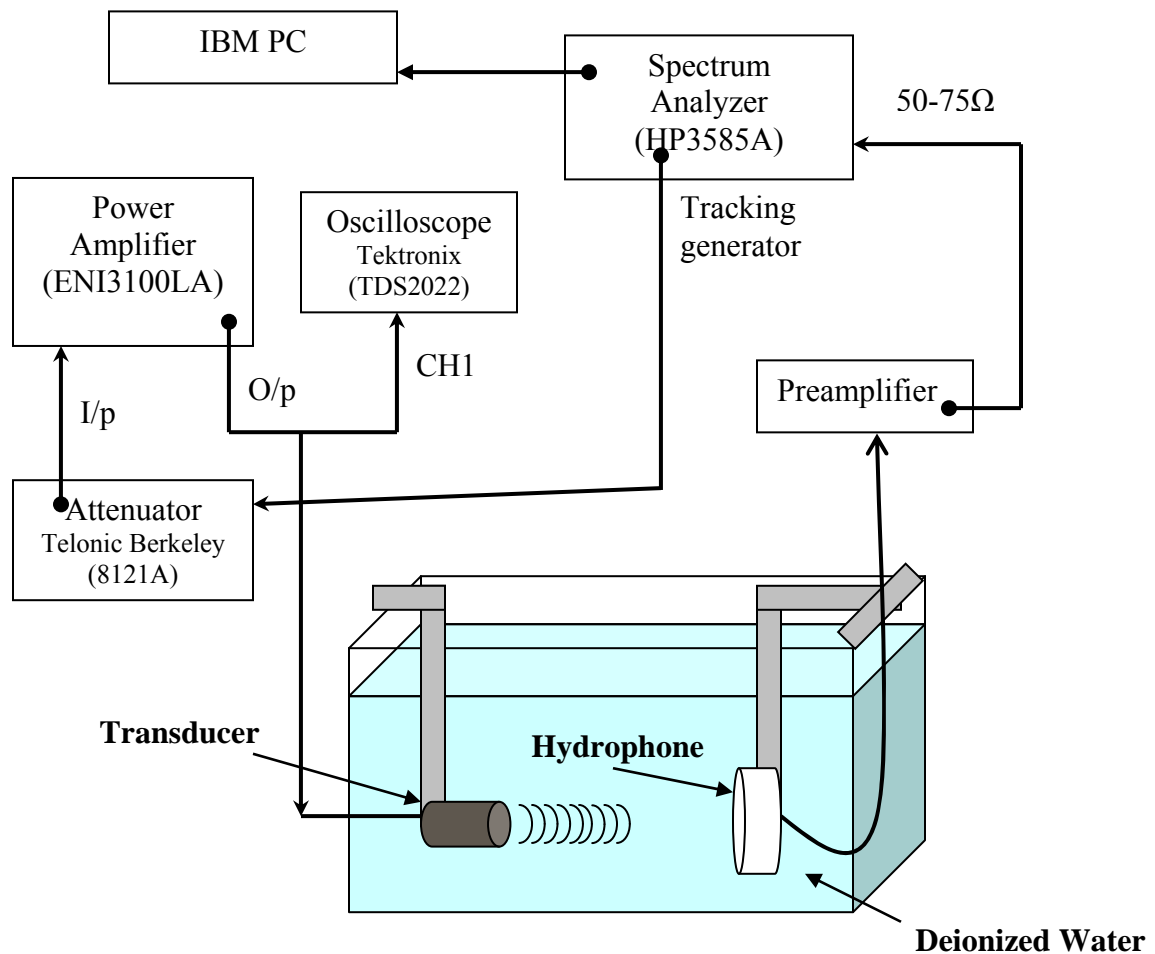 IBM PC
Spectrum
Analyzer
(HP3585A)
50-75Ω
Power
Amplifier
(ENI3100LA)
Oscilloscope
Tektronix
(TDS2022)
Tracking
generator
CH1
O/p
I/p
Preamplifier
Attenuator
Telonic Berkeley
(8121A)
Transducer
Hydrophone
Deionized Water